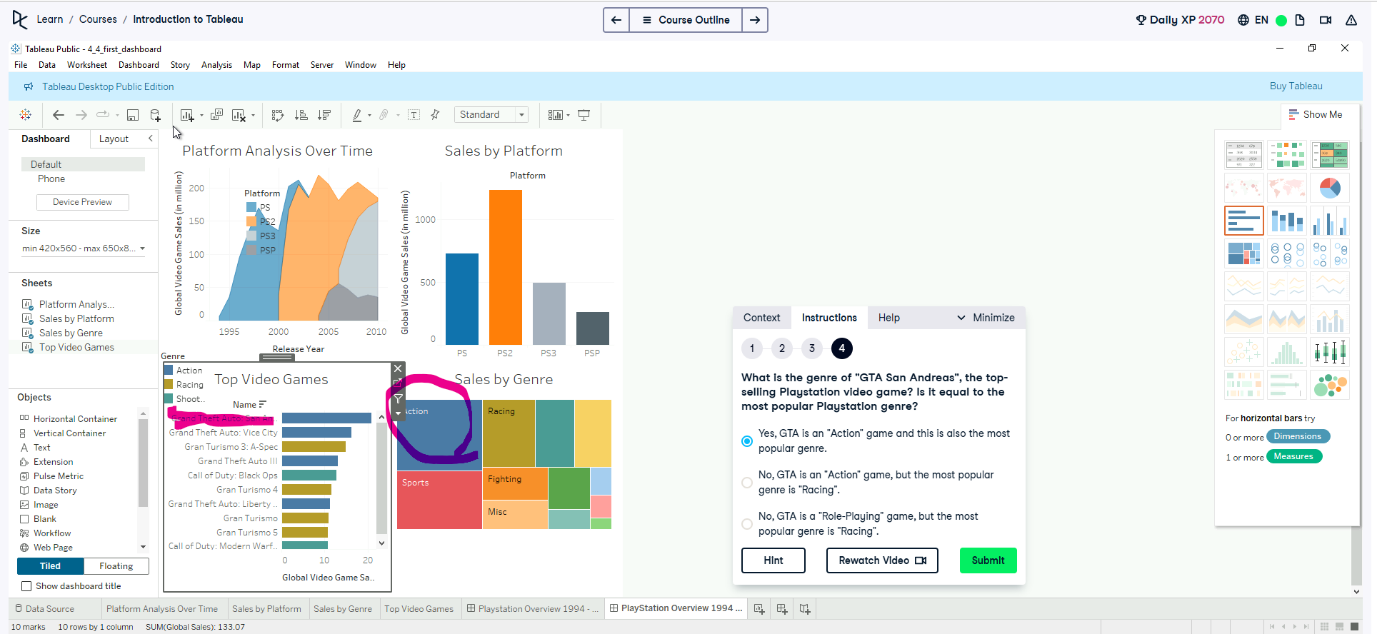 Learn / Courses / Introduction to Tableau
Course Outline
Daily XP 2070
EN
Tableau Public - 4_4_first_dashboard
File Data Worksheet Dashboard Story Analysis Map Format Server Window Help
Tableau Desktop Public Edition
Buy Tableau
Standard
Show Me
Dashboard
Layout
Default
Phone
Device Preview
Size
min 420x560 - max 650x8...
Sheets
Platform Analys...
Sales by Platform
Sales by Genre
Top Video Games
Objects
Horizontal Container
Vertical Container
Text
Extension
Pulse Metric
Data Story
Image
Blank
Workflow
Web Page
Tiled
Floating
Show dashboard title
Platform Analysis Over Time
Global Video Game Sales (in million)
200
150
100
50
0
Platform
PS
PS2
PS3
PSP
1995 2000 2005 2010
Release Year
Sales by Platform
Platform
Global Video Game Sales (in million)
1000
500
0
PS PS2 PS3 PSP
Genre
Action
Racing
Shoot..
Top Video Games
Name
Grand Theft Auto: Vice City
Gran Turismo 3: A-Spec
Grand Theft Auto III
Call of Duty: Black Ops
Gran Turismo 4
Grand Theft Auto: Liberty ..
Gran Turismo
Gran Turismo 5
Call of Duty: Modern Warf..
0 10 20
Global Video Game Sa..
Sales by Genre
Action
Racing
Sports
Fighting
Misc
Context
Instructions
Help
Minimize
1 2 3 4
What is the genre of "GTA San Andreas", the top-
selling Playstation video game? Is it equal to the
most popular Playstation genre?
Yes, GTA is an "Action" game and this is also the most
popular genre.
No, GTA is an "Action" game, but the most popular
genre is "Racing".
No, GTA is a "Role-Playing" game, but the most
popular genre is "Racing".
Hint
Rewatch Video
Submit
For horizontal bars try
0 or more Dimensions
1 or more Measures
Data Source
Platform Analysis Over Time
Sales by Platform
Sales by Genre
Top Video Games
Playstation Overview 1994 - ...
PlayStation Overview 1994 ...
10 marks 10 rows by 1 column SUM(Global Sales): 133.07